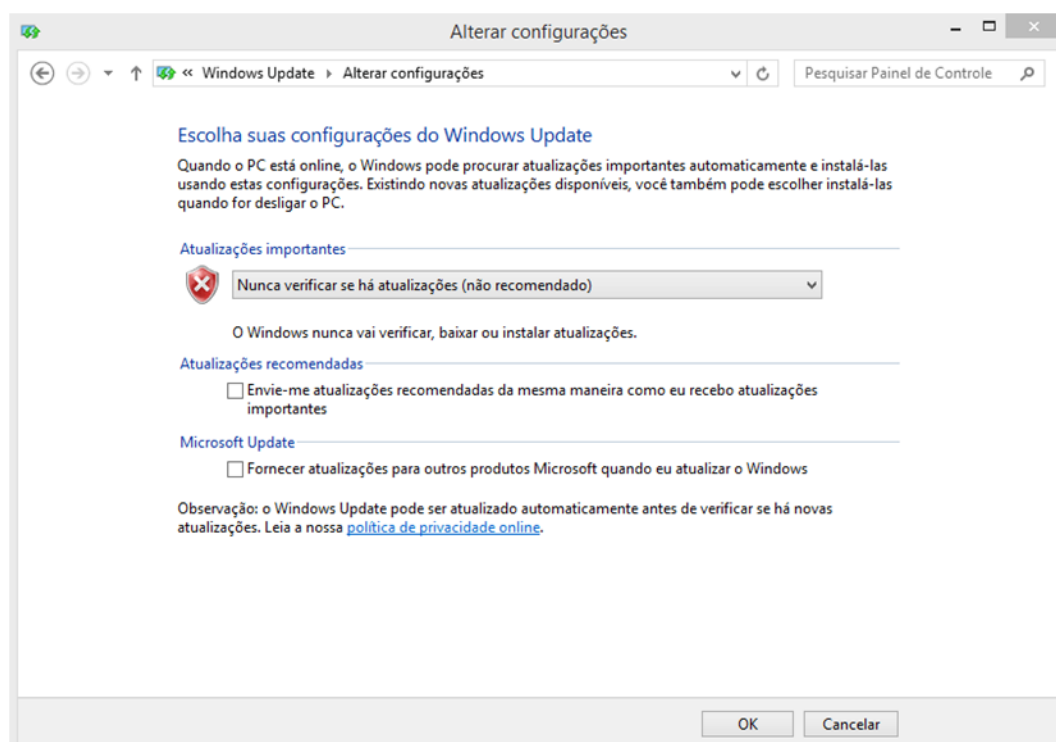 Alterar configurações
« Windows Update Alterar configurações
Pesquisar Painel de Controle
Escolha suas configurações do Windows Update
Quando o PC está online, o Windows pode procurar atualizações importantes automaticamente e instalá-las
usando estas configurações. Existindo novas atualizações disponíveis, você também pode escolher instalá-las
quando for desligar o PC.
Atualizações importantes
Nunca verificar se há atualizações (não recomendado)
O Windows nunca vai verificar, baixar ou instalar atualizações.
Atualizações recomendadas
Envie-me atualizações recomendadas da mesma maneira como eu recebo atualizações
importantes
Microsoft Update
Fornecer atualizações para outros produtos Microsoft quando eu atualizar o Windows
Observação: o Windows Update pode ser atualizado automaticamente antes de verificar se há novas
atualizações. Leia a nossa política de privacidade online.
OK
Cancelar